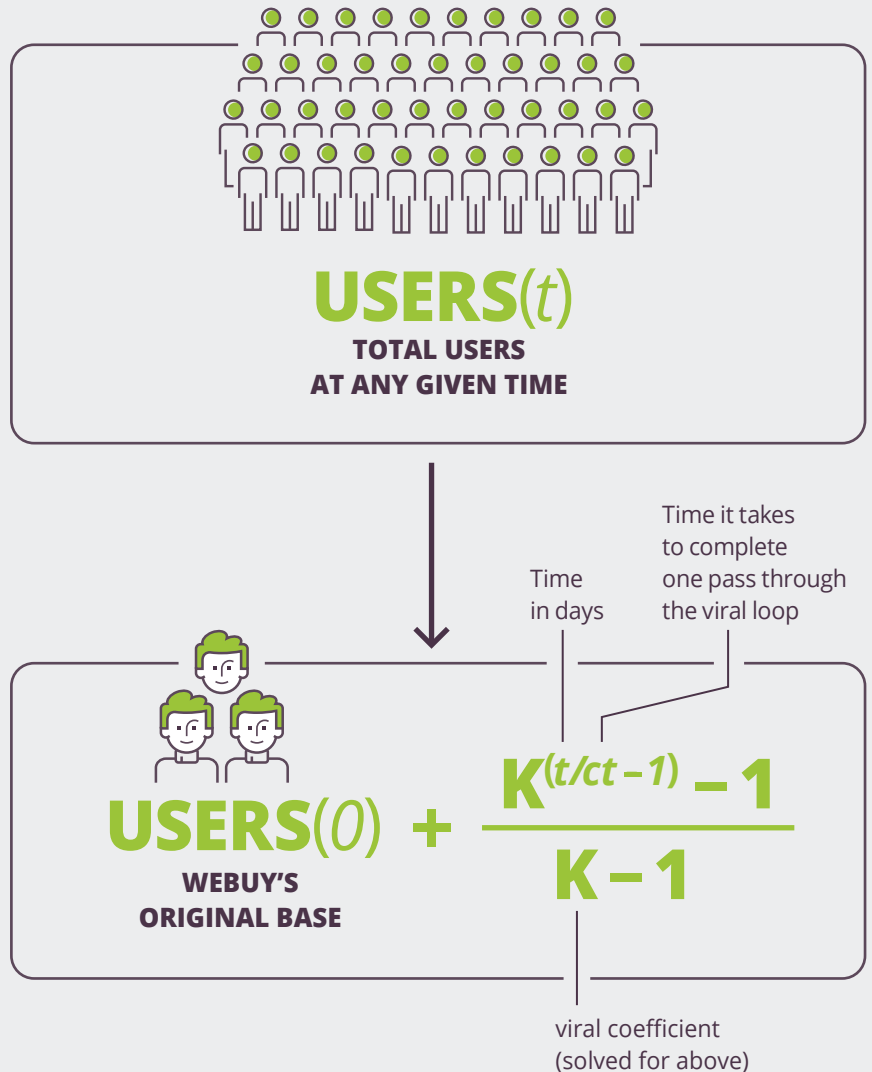 USERS(t)
TOTAL USERS
AT ANY GIVEN TIME
Time it takes
to complete
one pass through
the viral loop
Time
in days
USERS(0) + K^(t/ct – 1) – 1
K – 1
WEBUY’S
ORIGINAL BASE
viral coefficient
(solved for above)